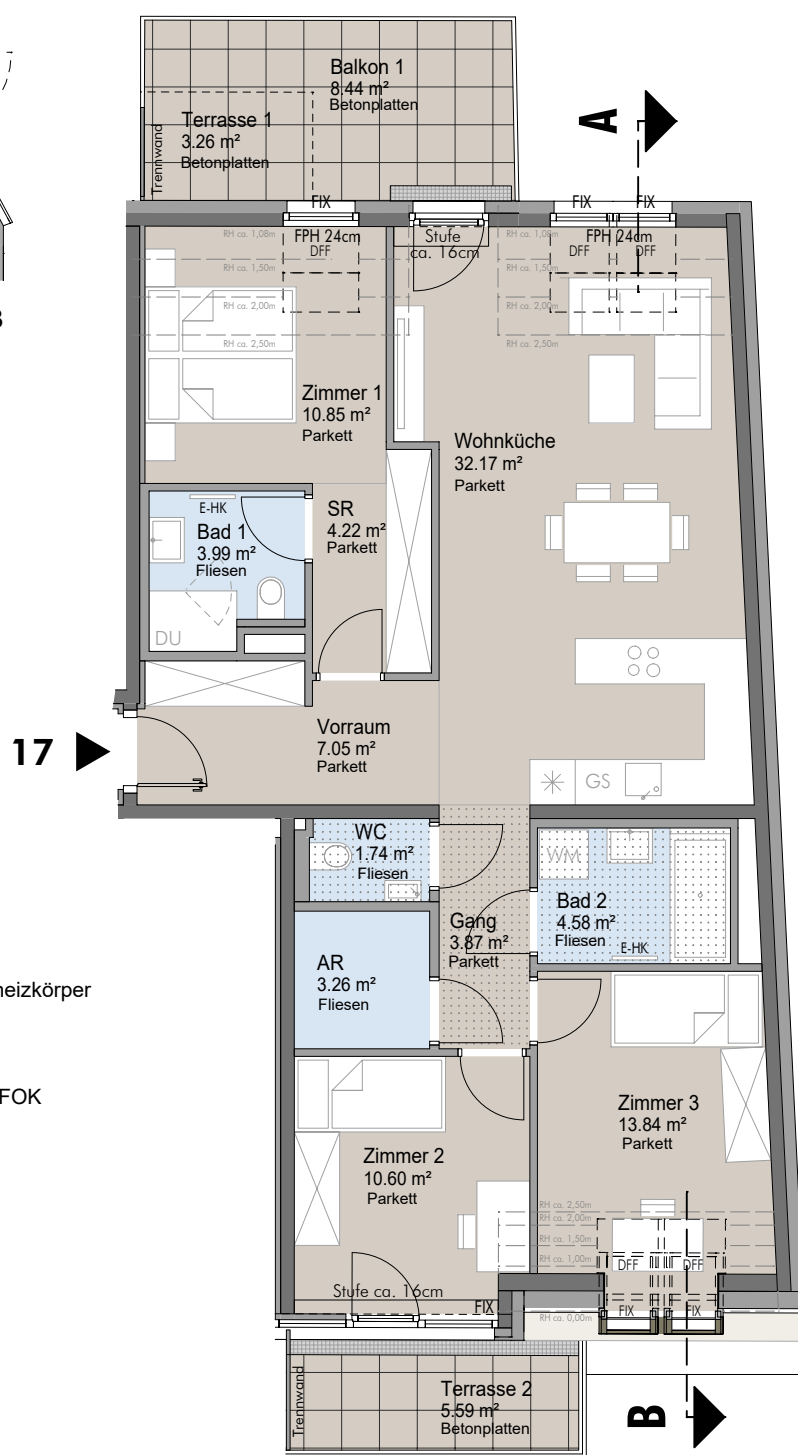 Balkon 1
8.44 m²
Betonplatten
Terrasse 1
3.26 m²
Betonplatten
Trennwand
A
FIX
FIX
FIX
RH ca. 1,08m
FPH 24cm
DFF
Stufe
ca. 16cm
FPH 24cm
DFF
DFF
RH ca. 1,50m
RH ca. 1,50m
RH ca. 2,00m
RH ca. 2,00m
RH ca. 2,50m
RH ca. 2,50m
Zimmer 1
10.85 m²
Parkett
Wohnküche
32.17 m²
Parkett
E-HK
Bad 1
3.99 m²
Fliesen
SR
4.22 m²
Parkett
DU
Vorraum
7.05 m²
Parkett
17
GS
WC
1.74 m²
Fliesen
WM
Gang
3.87 m²
Parkett
Bad 2
4.58 m²
Fliesen
E-HK
AR
3.26 m²
Fliesen
heizkörper
FOK
Zimmer 3
13.84 m²
Parkett
Zimmer 2
10.60 m²
Parkett
RH ca. 2,50m
RH ca. 2,00m
RH ca. 1,50m
RH ca. 1,00m
DFF
DFF
Stufe ca. 16cm
FIX
FIX
FIX
RH ca. 0,00m
Trennwand
Terrasse 2
5.59 m²
Betonplatten
B